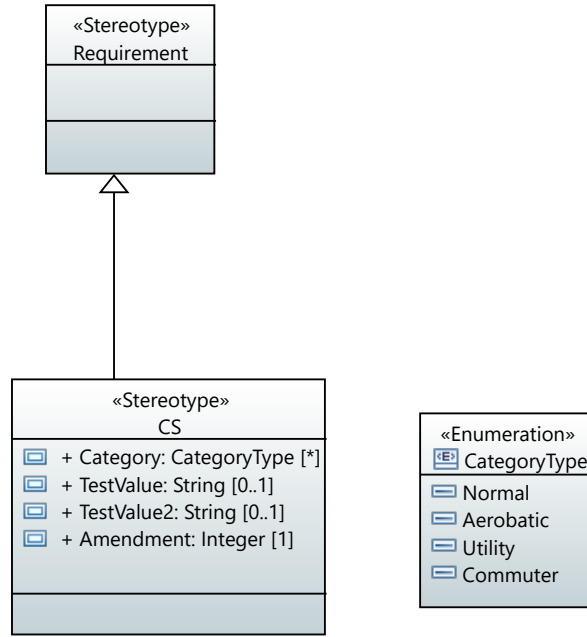 «Stereotype»
Requirement
«Stereotype»
CS
+ Category: CategoryType [*]
+ TestValue: String [0..1]
+ TestValue2: String [0..1]
+ Amendment: Integer [1]
«Enumeration»
«E» CategoryType
Normal
Aerobatic
Utility
Commuter